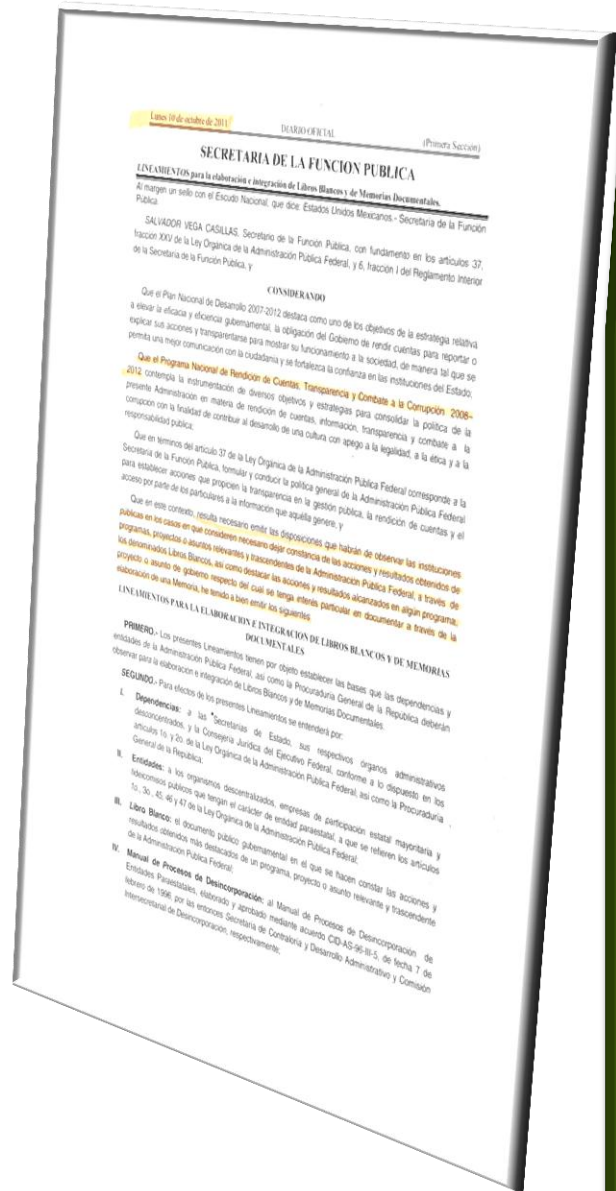 Lunes 10 de octubre de 2011 DIARIO OFICIAL (Primera Sección)
SECRETARIA DE LA FUNCION PUBLICA
LINEAMIENTOS para la elaboración e integración de Libros Blancos y de Memorias Documentales.
Al margen un sello con el Escudo Nacional, que dice: Estados Unidos Mexicanos.- Secretaría de la Función
Pública
SALVADOR VEGA CASILLAS, Secretario de la Función Pública, con fundamento en los artículos 37,
fracción XXV de la Ley Orgánica de la Administración Pública Federal, y 6, fracción I del Reglamento Interior
de la Secretaría de la Función Pública, y
CONSIDERANDO
Que el Plan Nacional de Desarrollo 2007-2012 destaca como uno de los objetivos de la estrategia relativa
a elevar la eficacia y eficiencia gubernamental, la obligación del Gobierno de rendir cuentas para reportar o
explicar sus acciones y transparentarse para mostrar su funcionamiento a la sociedad, de manera tal que se
permita una mejor comunicación con la ciudadanía y se fortalezca la confianza en las instituciones del Estado;
Que el Programa Nacional de Rendición de Cuentas, Transparencia y Combate a la Corrupción 2008-
2012 contempla la instrumentación de diversos objetivos y estrategias para consolidar la política de la
presente Administración en materia de rendición de cuentas, información, transparencia y combate a la
corrupción con la finalidad de contribuir al desarrollo de una cultura con apego a la legalidad, a la ética y a la
responsabilidad pública;
Que en términos del artículo 37 de la Ley Orgánica de la Administración Pública Federal corresponde a la
Secretaría de la Función Pública, formular y conducir la política general de la Administración Pública Federal
para establecer acciones que propicien la transparencia en la gestión pública, la rendición de cuentas y el
acceso por parte de los particulares a la información que aquélla genere, y
Que en este contexto, resulta necesario emitir las disposiciones que habrán de observar las instituciones
públicas en los casos en que consideren necesario dejar constancia de las acciones y resultados obtenidos de
programas, proyectos o asuntos relevantes y trascendentes de la Administración Pública Federal, a través de
los denominados Libros Blancos, así como destacar las acciones y resultados alcanzados en algún programa,
proyecto o asunto de gobierno respecto del cual se tenga interés particular en documentar a través de la
elaboración de una Memoria, he tenido a bien emitir los siguientes
LINEAMIENTOS PARA LA ELABORACION E INTEGRACION DE LIBROS BLANCOS Y DE MEMORIAS
DOCUMENTALES
PRIMERO.- Los presentes Lineamientos tienen por objeto establecer las bases que las dependencias y
entidades de la Administración Pública Federal, así como la Procuraduría General de la República deberán
observar para la elaboración e integración de Libros Blancos y de Memorias Documentales.
SEGUNDO.- Para efectos de los presentes Lineamientos se entenderá por:
I. Dependencias: a las Secretarías de Estado, sus respectivos órganos administrativos
desconcentrados, y la Consejería Jurídica del Ejecutivo Federal, conforme a lo dispuesto en los
artículos 1o. y 2o. de la Ley Orgánica de la Administración Pública Federal, así como la Procuraduría
General de la República;
II. Entidades: a los organismos descentralizados, empresas de participación estatal mayoritaria y
fideicomisos públicos que tengan el carácter de entidad paraestatal, a que se refieren los artículos
1o., 3o., 45, 46 y 47 de la Ley Orgánica de la Administración Pública Federal;
III. Libro Blanco: el documento público gubernamental en el que se hacen constar las acciones y
resultados obtenidos más destacados de un programa, proyecto o asunto relevante y trascendente
de la Administración Pública Federal;
IV. Manual de Procesos de Desincorporación: al Manual de Procesos de Desincorporación de
Entidades Paraestatales, elaborado y aprobado mediante acuerdo CID-AS-96-III-5, de fecha 7 de
febrero de 1996, por las entonces Secretaría de Contraloría y Desarrollo Administrativo y Comisión
Intersecretarial de Desincorporación, respectivamente;